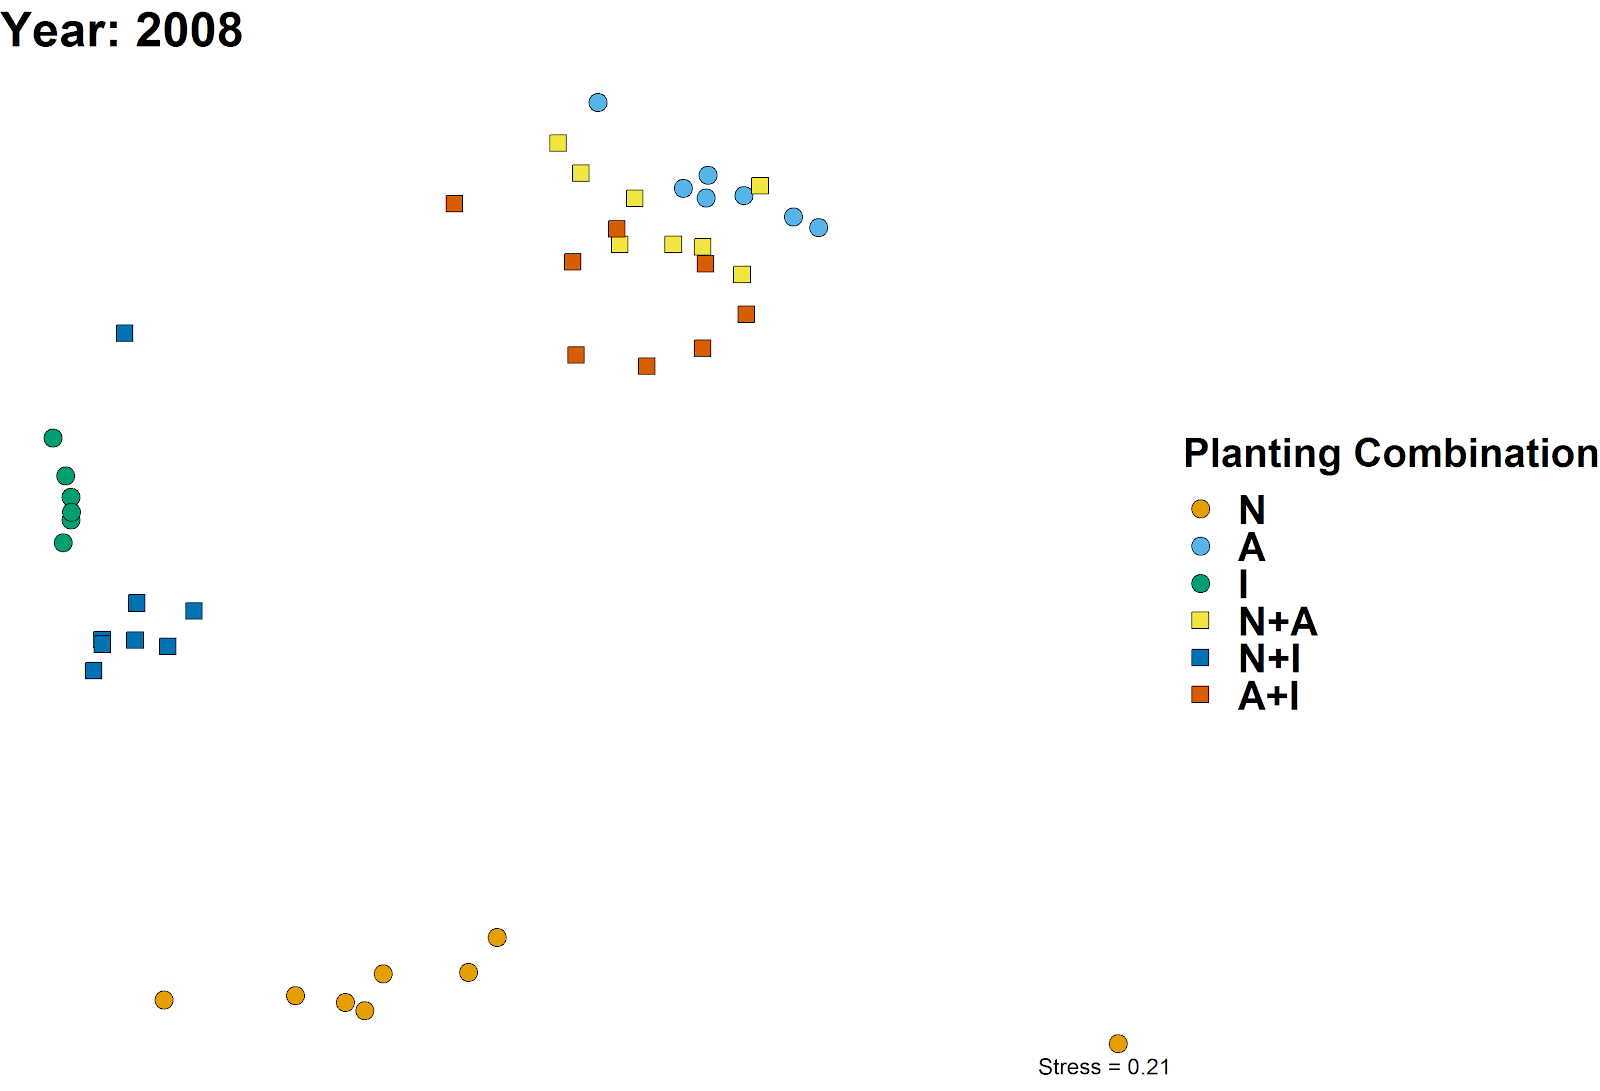 Year: 2008
Planting Combination
N
A
I
N+A
N+I
A+I
Stress = 0.21